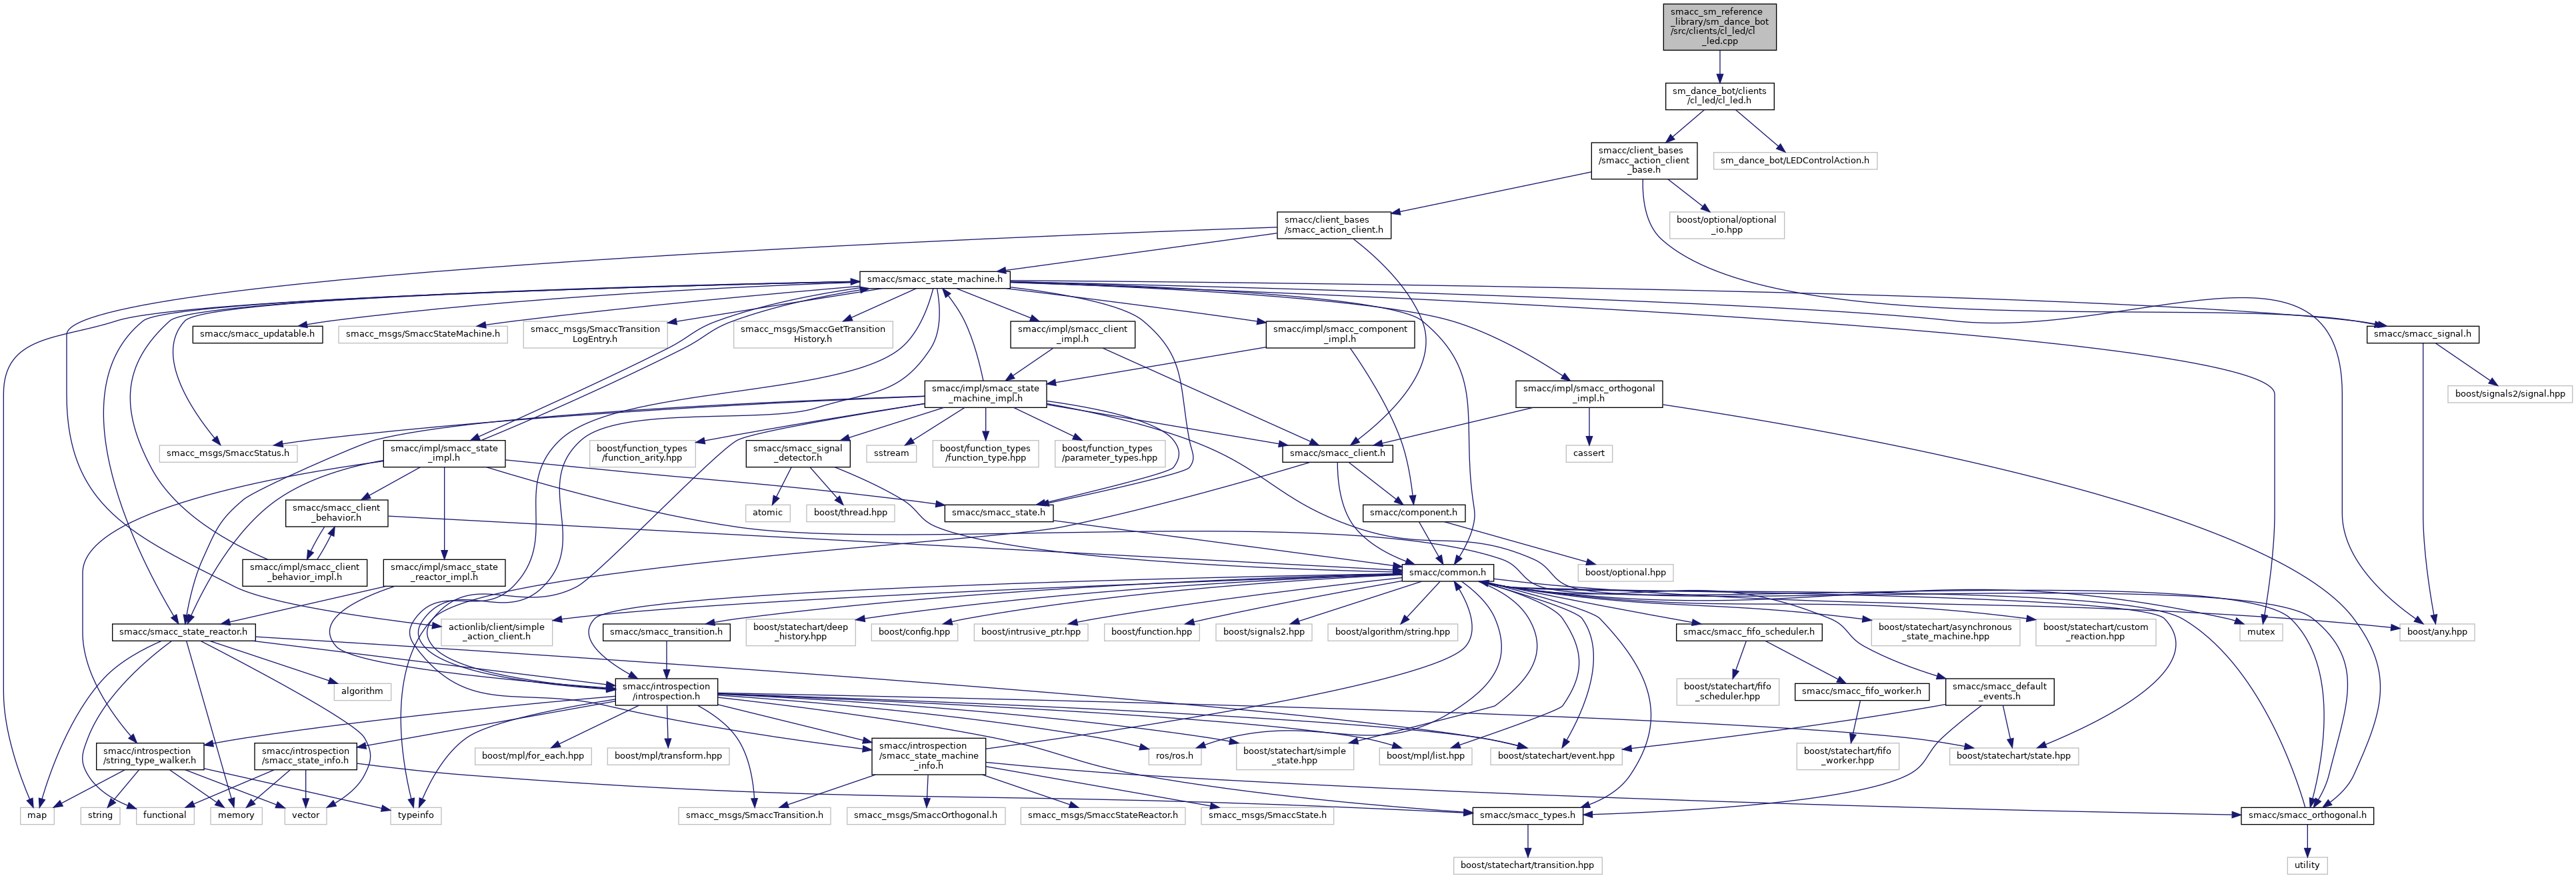 smacc_sm_reference
_library/sm_dance_bot
/src/clients/cl_led/cl
_led.cpp
sm_dance_bot/clients
/cl_led/cl_led.h
smacc/client_bases
/smacc_action_client
_base.h
sm_dance_bot/LEDControlAction.h
smacc/client_bases
/smacc_action_client.h
boost/optional/optional
_io.hpp
smacc/smacc_state_machine.h
smacc/smacc_updatable.h
smacc_msgs/SmaccStateMachine.h
smacc_msgs/SmaccTransition
LogEntry.h
smacc_msgs/SmaccGetTransition
History.h
smacc/impl/smacc_client
_impl.h
smacc/impl/smacc_component
_impl.h
smacc/smacc_signal.h
smacc/impl/smacc_state
_machine_impl.h
smacc/impl/smacc_orthogonal
_impl.h
boost/signals2/signal.hpp
smacc_msgs/SmaccStatus.h
smacc/impl/smacc_state
_impl.h
boost/function_types
/function_arity.hpp
smacc/smacc_signal
_detector.h
sstream
boost/function_types
/function_type.hpp
boost/function_types
/parameter_types.hpp
smacc/smacc_client.h
cassert
smacc/smacc_client
_behavior.h
atomic
boost/thread.hpp
smacc/smacc_state.h
smacc/component.h
smacc/impl/smacc_client
_behavior_impl.h
smacc/impl/smacc_state
_reactor_impl.h
smacc/common.h
boost/optional.hpp
smacc/smacc_state_reactor.h
actionlib/client/simple
_action_client.h
smacc/smacc_transition.h
boost/statechart/deep
_history.hpp
boost/config.hpp
boost/intrusive_ptr.hpp
boost/function.hpp
boost/signals2.hpp
boost/algorithm/string.hpp
smacc/smacc_fifo_scheduler.h
boost/statechart/asynchronous
_state_machine.hpp
boost/statechart/custom
_reaction.hpp
mutex
boost/any.hpp
algorithm
smacc/introspection
/introspection.h
boost/statechart/fifo
_scheduler.hpp
smacc/smacc_fifo_worker.h
smacc/smacc_default
_events.h
smacc/introspection
/string_type_walker.h
smacc/introspection
/smacc_state_info.h
boost/mpl/for_each.hpp
boost/mpl/transform.hpp
smacc/introspection
/smacc_state_machine
_info.h
ros/ros.h
boost/statechart/simple
_state.hpp
boost/mpl/list.hpp
boost/statechart/event.hpp
boost/statechart/fifo
_worker.hpp
boost/statechart/state.hpp
map
string
functional
memory
vector
typeinfo
smacc_msgs/SmaccTransition.h
smacc_msgs/SmaccOrthogonal.h
smacc_msgs/SmaccStateReactor.h
smacc_msgs/SmaccState.h
smacc/smacc_types.h
smacc/smacc_orthogonal.h
boost/statechart/transition.hpp
utility